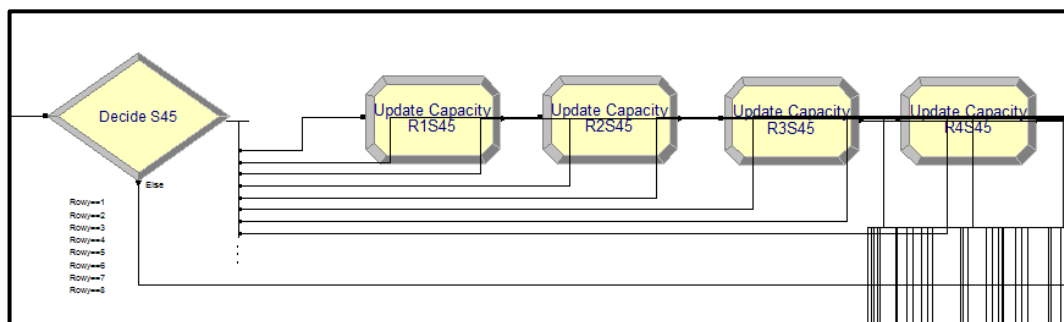 Decide S45
Update Capacity
R1S45
Update Capacity
R2S45
Update Capacity
R3S45
Update Capacity
R4S45
Else
Rowy==1
Rowy==2
Rowy==3
Rowy==4
Rowy==5
Rowy==6
Rowy==7
Rowy==8